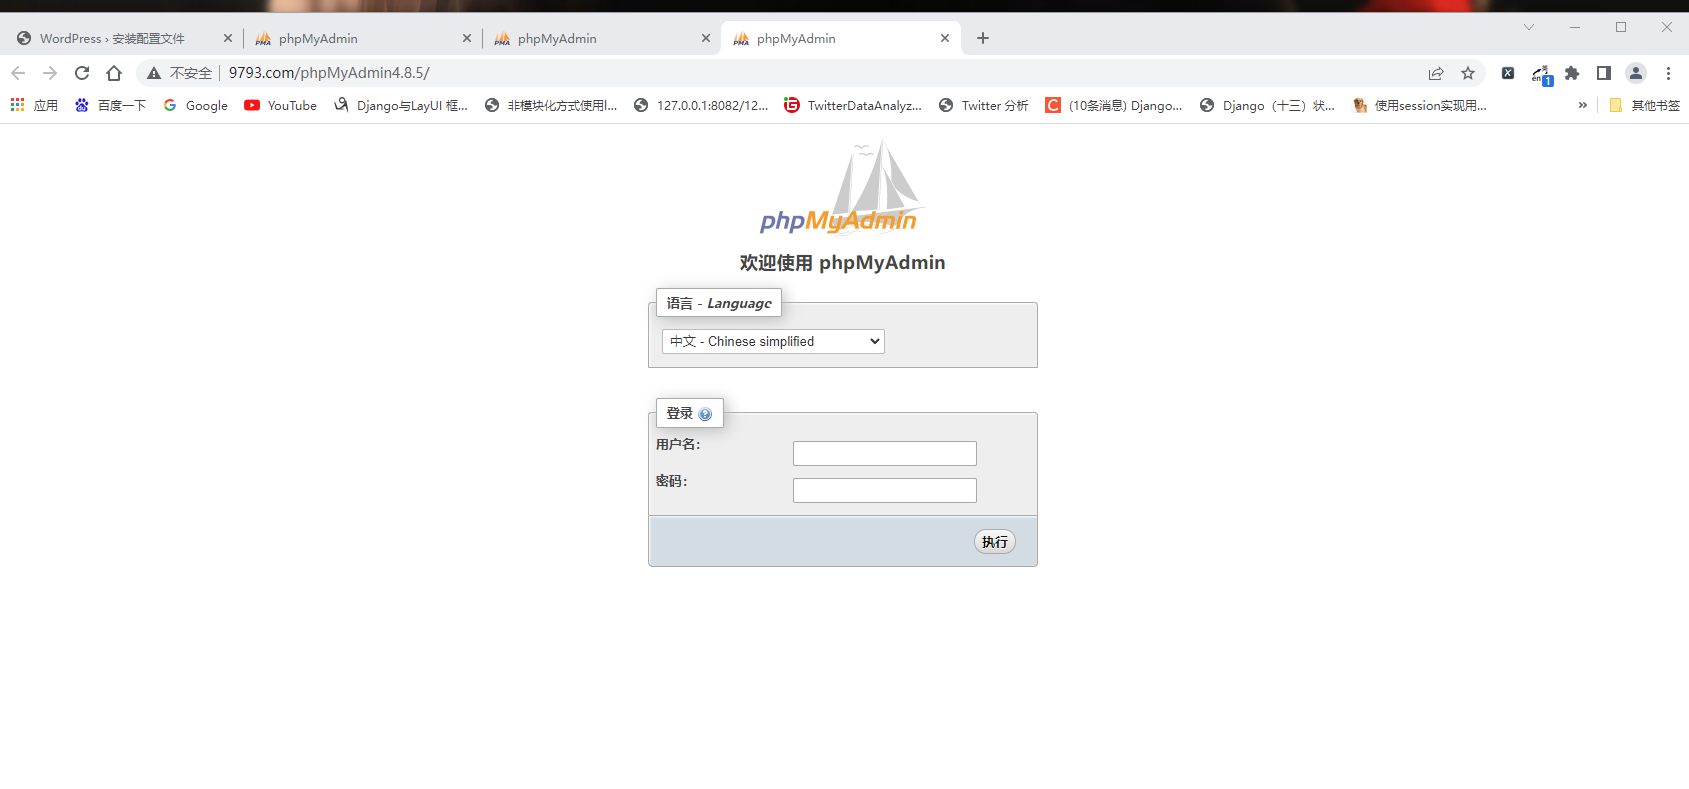 WordPress › 安装配置文件
phpMyAdmin
phpMyAdmin
phpMyAdmin
不安全
9793.com/phpMyAdmin4.8.5/
应用
百度一下
Google
YouTube
Django与LayUI 框...
非模块化方式使用l...
127.0.0.1:8082/12...
TwitterDataAnalyz...
Twitter 分析
(10条消息) Django...
Django（十三）状...
使用session实现用...
»
其他书签
phpMyAdmin
欢迎使用 phpMyAdmin
语言 - Language
中文 - Chinese simplified
登录
用户名：
密码：
执行